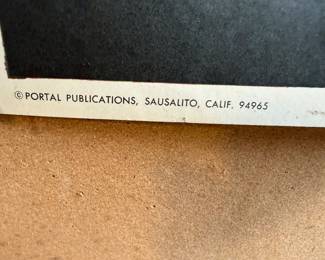 © PORTAL PUBLICATIONS, SAUSALITO, CALIF. 94965